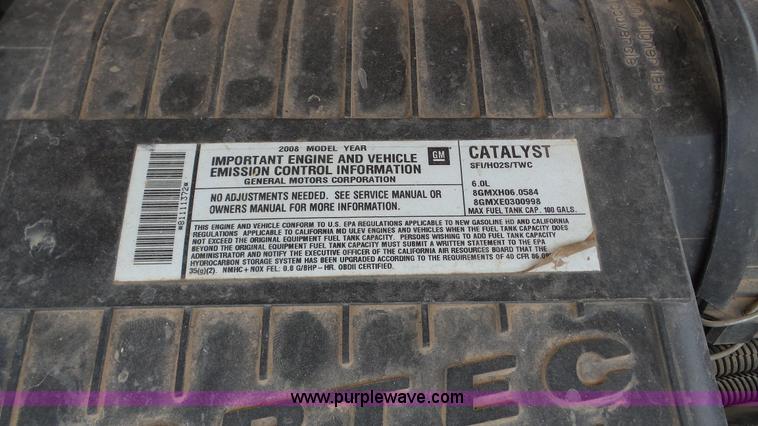 2008 MODEL YEAR
IMPORTANT ENGINE AND VEHICLE
EMISSION CONTROL INFORMATION
GENERAL MOTORS CORPORATION
GM
CATALYST
SFI/HO2S/TWC
NO ADJUSTMENTS NEEDED. SEE SERVICE MANUAL OR
OWNERS MANUAL FOR MORE INFORMATION.
6.0L
8GMXH06.0584
8GMXE0300998
MAX FUEL TANK CAP. 100 GALS.
*81111372*
THIS ENGINE AND VEHICLE CONFORM TO U.S. EPA REGULATIONS APPLICABLE TO NEW GASOLINE HD AND CALIFORNIA
REGULATIONS APPLICABLE TO CALIFORNIA MD ULEV ENGINES AND VEHICLES WHEN THE FUEL TANK CAPACITY DOES
NOT EXCEED THE ORIGINAL EQUIPMENT FUEL TANK CAPACITY. PERSONS WISHING TO ADD FUEL TANK CAPACITY
BEYOND THE ORIGINAL EQUIPMENT FUEL TANK CAPACITY MUST SUBMIT A WRITTEN STATEMENT TO THE EPA
ADMINISTRATOR AND NOTIFY THE EXECUTIVE OFFICER OF THE CALIFORNIA AIR RESOURCES BOARD THAT THE
HYDROCARBON STORAGE SYSTEM HAS BEEN UPGRADED ACCORDING TO THE REQUIREMENTS OF 40 CFR 86.
35(g)(2). NMHC + NOX FEL: 0.8 G/BHP-HR. OBDII CERTIFIED.
RTEC
www.purplewave.com